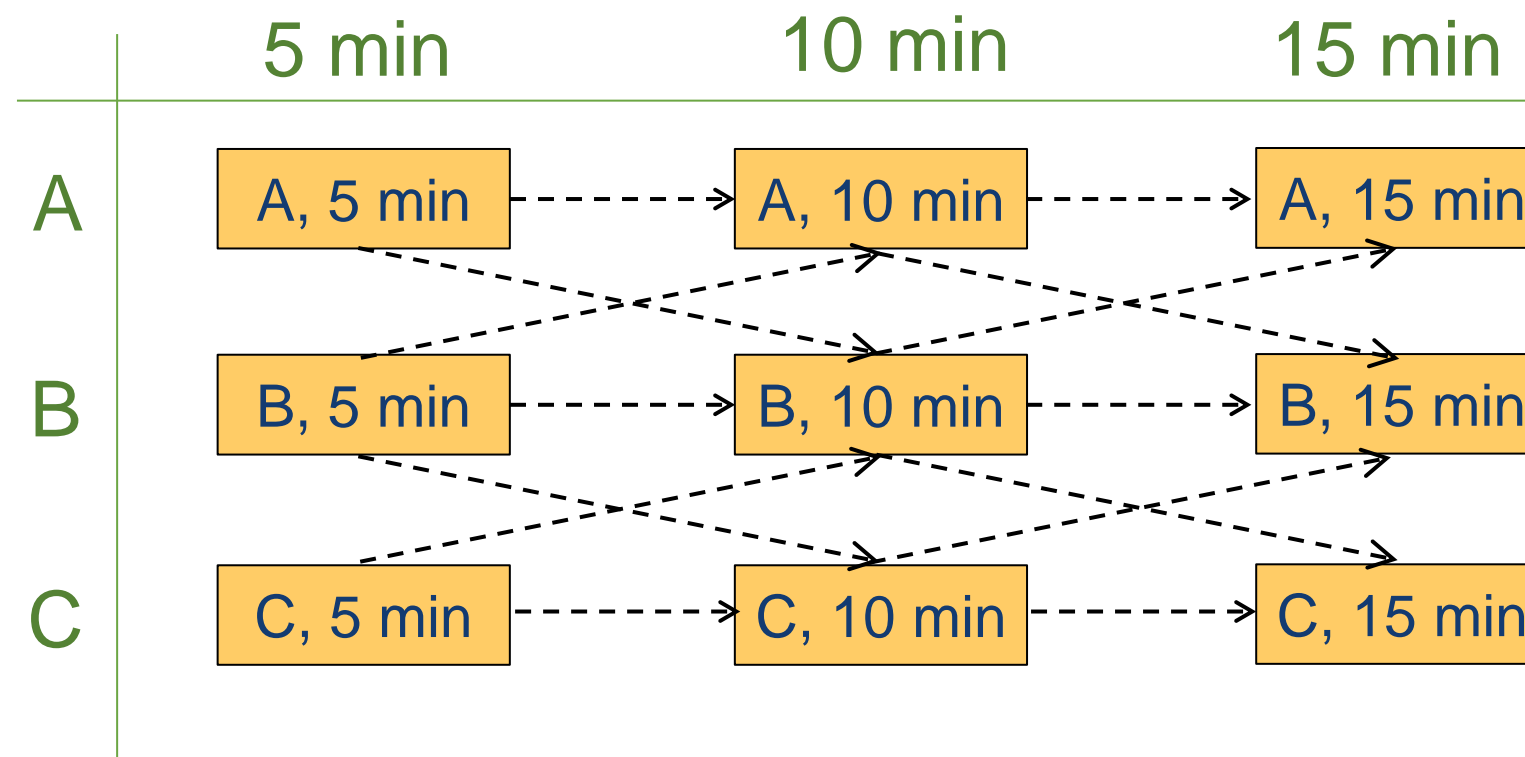 5 min 10 min 15 min
A A, 5 min A, 10 min A, 15 min
B B, 5 min B, 10 min B, 15 min
C C, 5 min C, 10 min C, 15 min